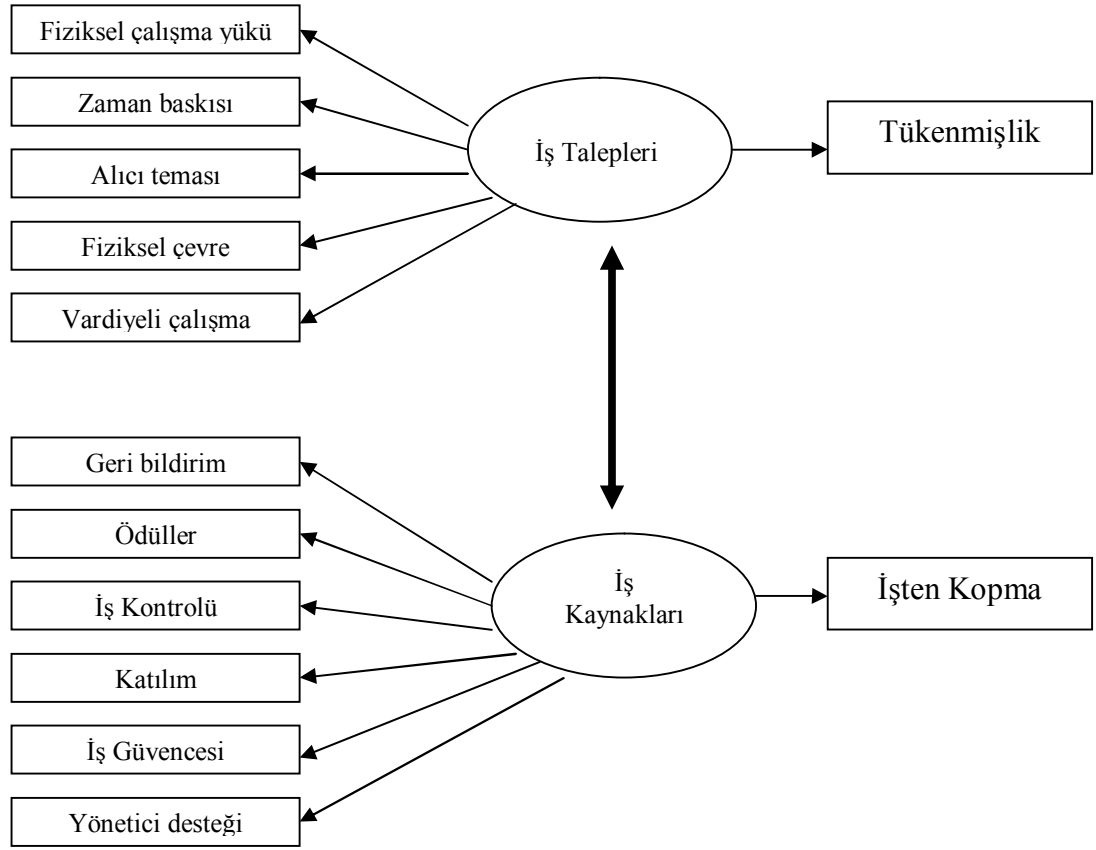 Fiziksel çalışma yükü
Zaman baskısı
Alıcı teması
Fiziksel çevre
Vardiyeli çalışma
İş Talepleri
Tükenmişlik
Geri bildirim
Ödüller
İş Kontrolü
Katılım
İş Güvencesi
Yönetici desteği
İş
Kaynakları
İşten Kopma